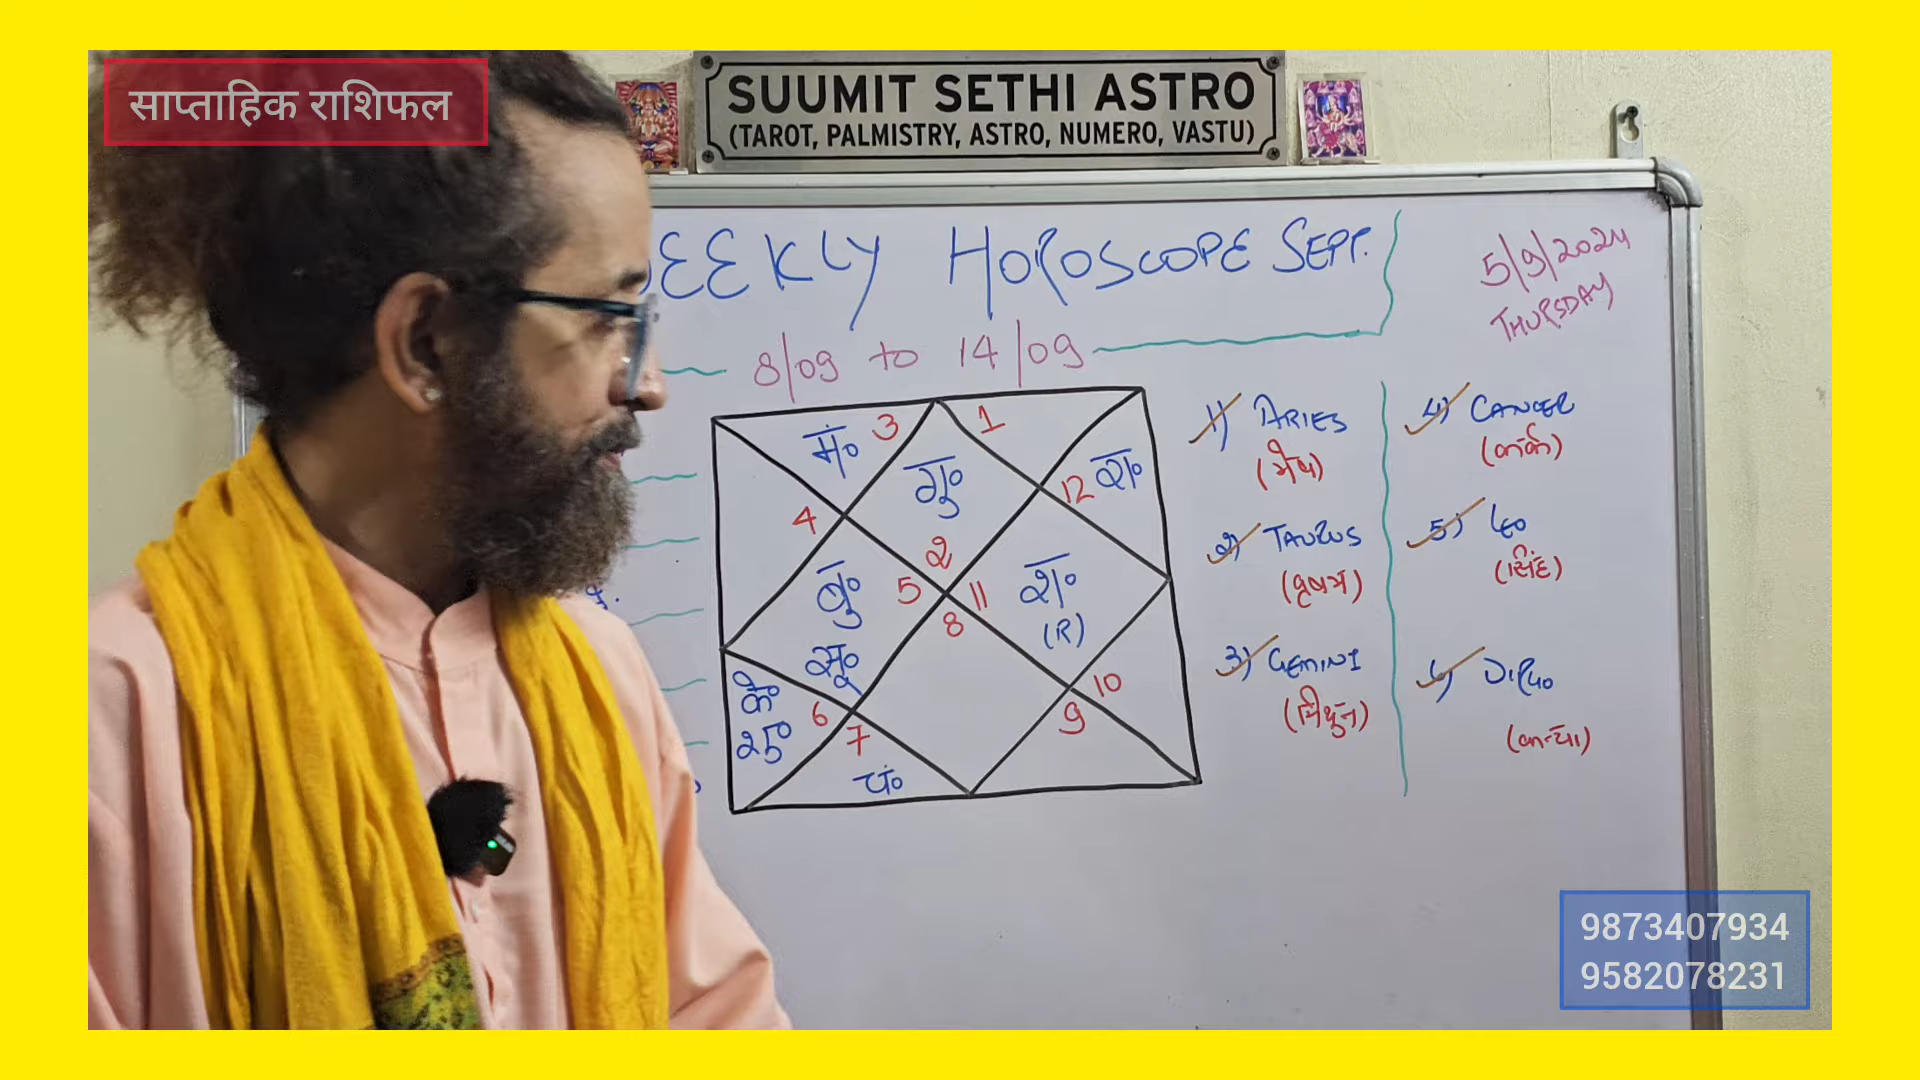 साप्ताहिक राशिफल
SUUMIT SETHI ASTRO
(TAROT, PALMISTRY, ASTRO, NUMERO, VASTU)
WEEKLY HOROSCOPE SEPT.
5/9/2024
THURSDAY
8/09 to 14/09
मं० 3
1
गु०
12 श०
4
2
बु० 5
11 श०
8
(R)
सू०
के०
शु०
6
7
चं०
10
9
1) ARIES
(मेष)
2) TAURUS
(वृषभ)
3) GEMINI
(मिथुन)
4) CANCER
(कर्क)
5) LEO
(सिंह)
6) VIRGO
(कन्या)
9873407934
9582078231